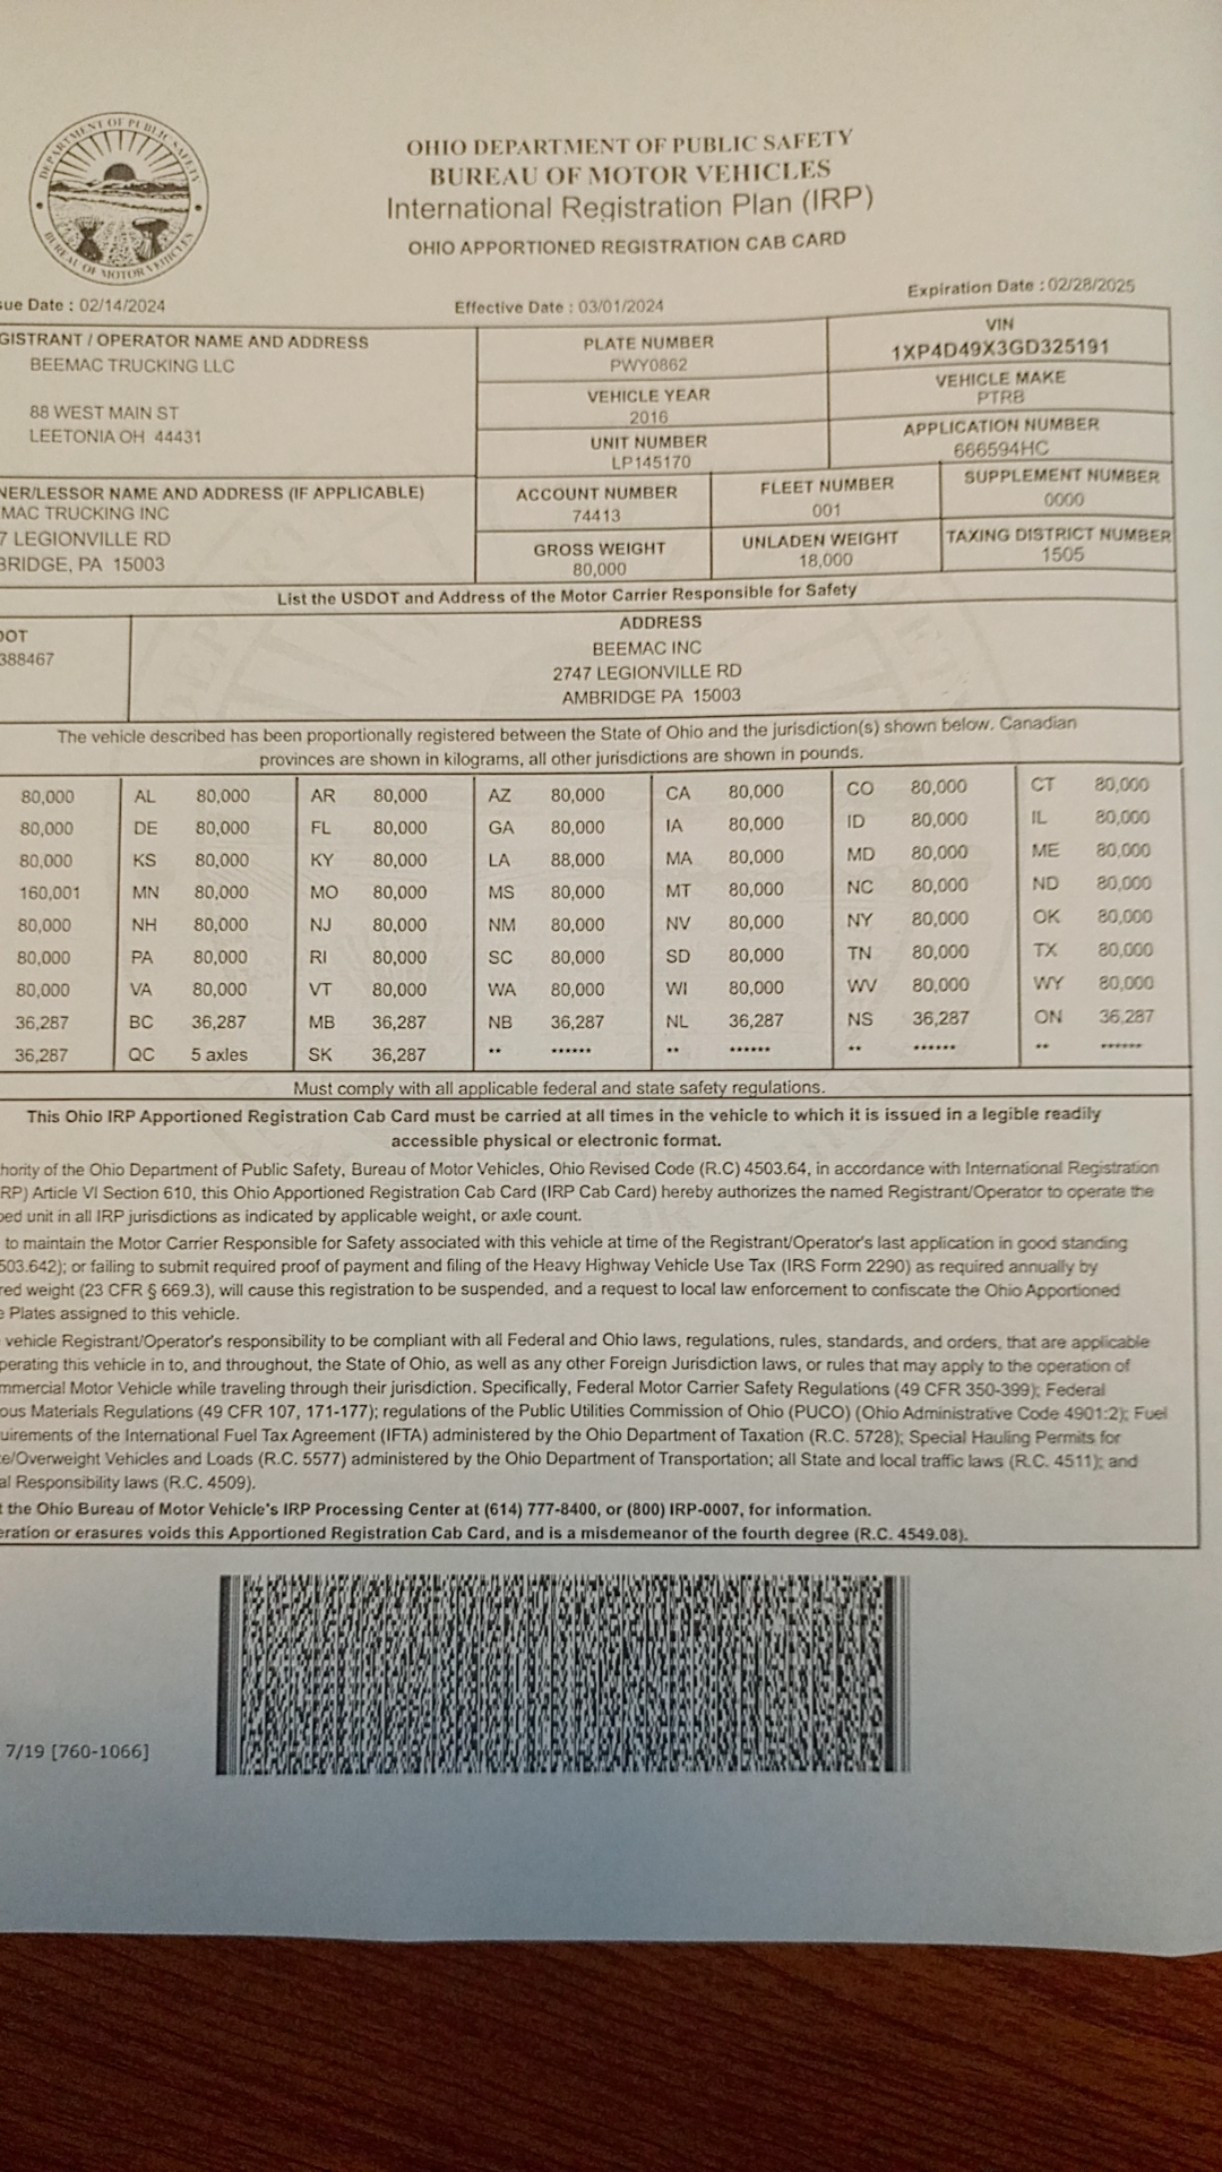 DEPARTMENT OF PUBLIC SAFETY
BUREAU OF MOTOR VEHICLES
OHIO DEPARTMENT OF PUBLIC SAFETY
BUREAU OF MOTOR VEHICLES
International Registration Plan (IRP)
OHIO APPORTIONED REGISTRATION CAB CARD
sue Date : 02/14/2024 Effective Date : 03/01/2024 Expiration Date : 02/28/2025
GISTRANT / OPERATOR NAME AND ADDRESS
BEEMAC TRUCKING LLC
88 WEST MAIN ST
LEETONIA OH 44431
PLATE NUMBER
PWY0862
VIN
1XP4D49X3GD325191
VEHICLE YEAR
2016
VEHICLE MAKE
PTRB
UNIT NUMBER
LP145170
APPLICATION NUMBER
666594HC
NER/LESSOR NAME AND ADDRESS (IF APPLICABLE)
MAC TRUCKING INC
7 LEGIONVILLE RD
BRIDGE, PA 15003
ACCOUNT NUMBER
74413
FLEET NUMBER
001
SUPPLEMENT NUMBER
0000
GROSS WEIGHT
80,000
UNLADEN WEIGHT
18,000
TAXING DISTRICT NUMBER
1505
List the USDOT and Address of the Motor Carrier Responsible for Safety
DOT
388467
ADDRESS
BEEMAC INC
2747 LEGIONVILLE RD
AMBRIDGE PA 15003
The vehicle described has been proportionally registered between the State of Ohio and the jurisdiction(s) shown below. Canadian
provinces are shown in kilograms, all other jurisdictions are shown in pounds.
80,000 AL 80,000 AR 80,000 AZ 80,000 CA 80,000 CO 80,000 CT 80,000
80,000 DE 80,000 FL 80,000 GA 80,000 IA 80,000 ID 80,000 IL 80,000
80,000 KS 80,000 KY 80,000 LA 88,000 MA 80,000 MD 80,000 ME 80,000
160,001 MN 80,000 MO 80,000 MS 80,000 MT 80,000 NC 80,000 ND 80,000
80,000 NH 80,000 NJ 80,000 NM 80,000 NV 80,000 NY 80,000 OK 80,000
80,000 PA 80,000 RI 80,000 SC 80,000 SD 80,000 TN 80,000 TX 80,000
80,000 VA 80,000 VT 80,000 WA 80,000 WI 80,000 WV 80,000 WY 80,000
36,287 BC 36,287 MB 36,287 NB 36,287 NL 36,287 NS 36,287 ON 36,287
36,287 QC 5 axles SK 36,287 ** ****** ** ****** ** ****** ** ******
Must comply with all applicable federal and state safety regulations.
This Ohio IRP Apportioned Registration Cab Card must be carried at all times in the vehicle to which it is issued in a legible readily
accessible physical or electronic format.
hority of the Ohio Department of Public Safety, Bureau of Motor Vehicles, Ohio Revised Code (R.C) 4503.64, in accordance with International Registration
RP) Article VI Section 610, this Ohio Apportioned Registration Cab Card (IRP Cab Card) hereby authorizes the named Registrant/Operator to operate the
bed unit in all IRP jurisdictions as indicated by applicable weight, or axle count.
to maintain the Motor Carrier Responsible for Safety associated with this vehicle at time of the Registrant/Operator's last application in good standing
503.642); or failing to submit required proof of payment and filing of the Heavy Highway Vehicle Use Tax (IRS Form 2290) as required annually by
red weight (23 CFR § 669.3), will cause this registration to be suspended, and a request to local law enforcement to confiscate the Ohio Apportioned
e Plates assigned to this vehicle.
vehicle Registrant/Operator's responsibility to be compliant with all Federal and Ohio laws, regulations, rules, standards, and orders, that are applicable
perating this vehicle in to, and throughout, the State of Ohio, as well as any other Foreign Jurisdiction laws, or rules that may apply to the operation of
mmercial Motor Vehicle while traveling through their jurisdiction. Specifically, Federal Motor Carrier Safety Regulations (49 CFR 350-399); Federal
ous Materials Regulations (49 CFR 107, 171-177); regulations of the Public Utilities Commission of Ohio (PUCO) (Ohio Administrative Code 4901:2); Fuel
uirements of the International Fuel Tax Agreement (IFTA) administered by the Ohio Department of Taxation (R.C. 5728); Special Hauling Permits for
e/Overweight Vehicles and Loads (R.C. 5577) administered by the Ohio Department of Transportation; all State and local traffic laws (R.C. 4511); and
al Responsibility laws (R.C. 4509).
t the Ohio Bureau of Motor Vehicle's IRP Processing Center at (614) 777-8400, or (800) IRP-0007, for information.
eration or erasures voids this Apportioned Registration Cab Card, and is a misdemeanor of the fourth degree (R.C. 4549.08).
7/19 [760-1066]